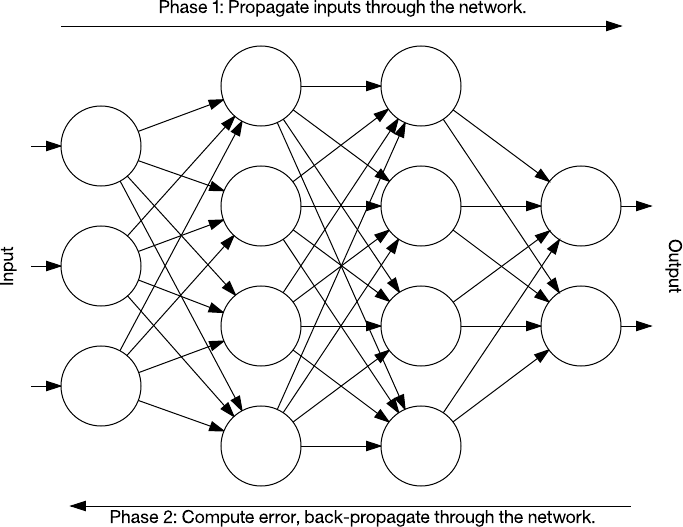 Phase 1: Propagate inputs through the network.
Input
Output
Phase 2: Compute error, back-propagate through the network.